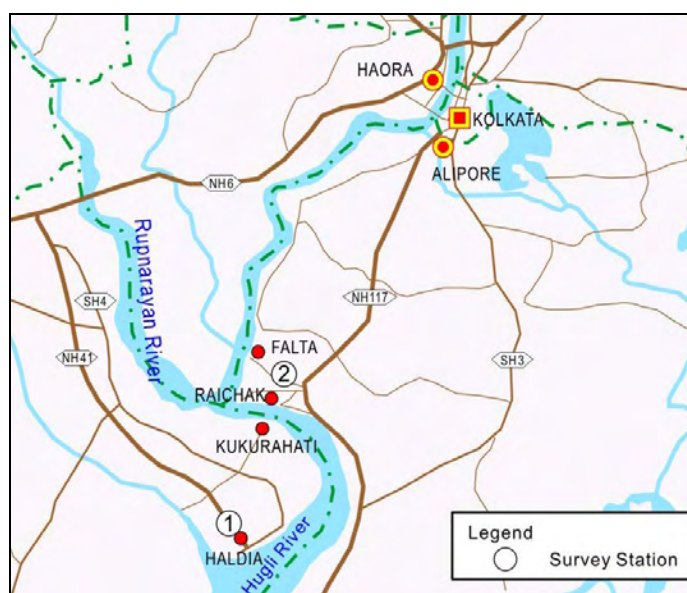 HAORA
KOLKATA
ALIPORE
NH6
Rupnarayan River
SH4
NH117
NH41
FALTA
SH3
2
RAICHAK
KUKURAHATI
1
HALDIA
Hugli River
Legend
Survey Station